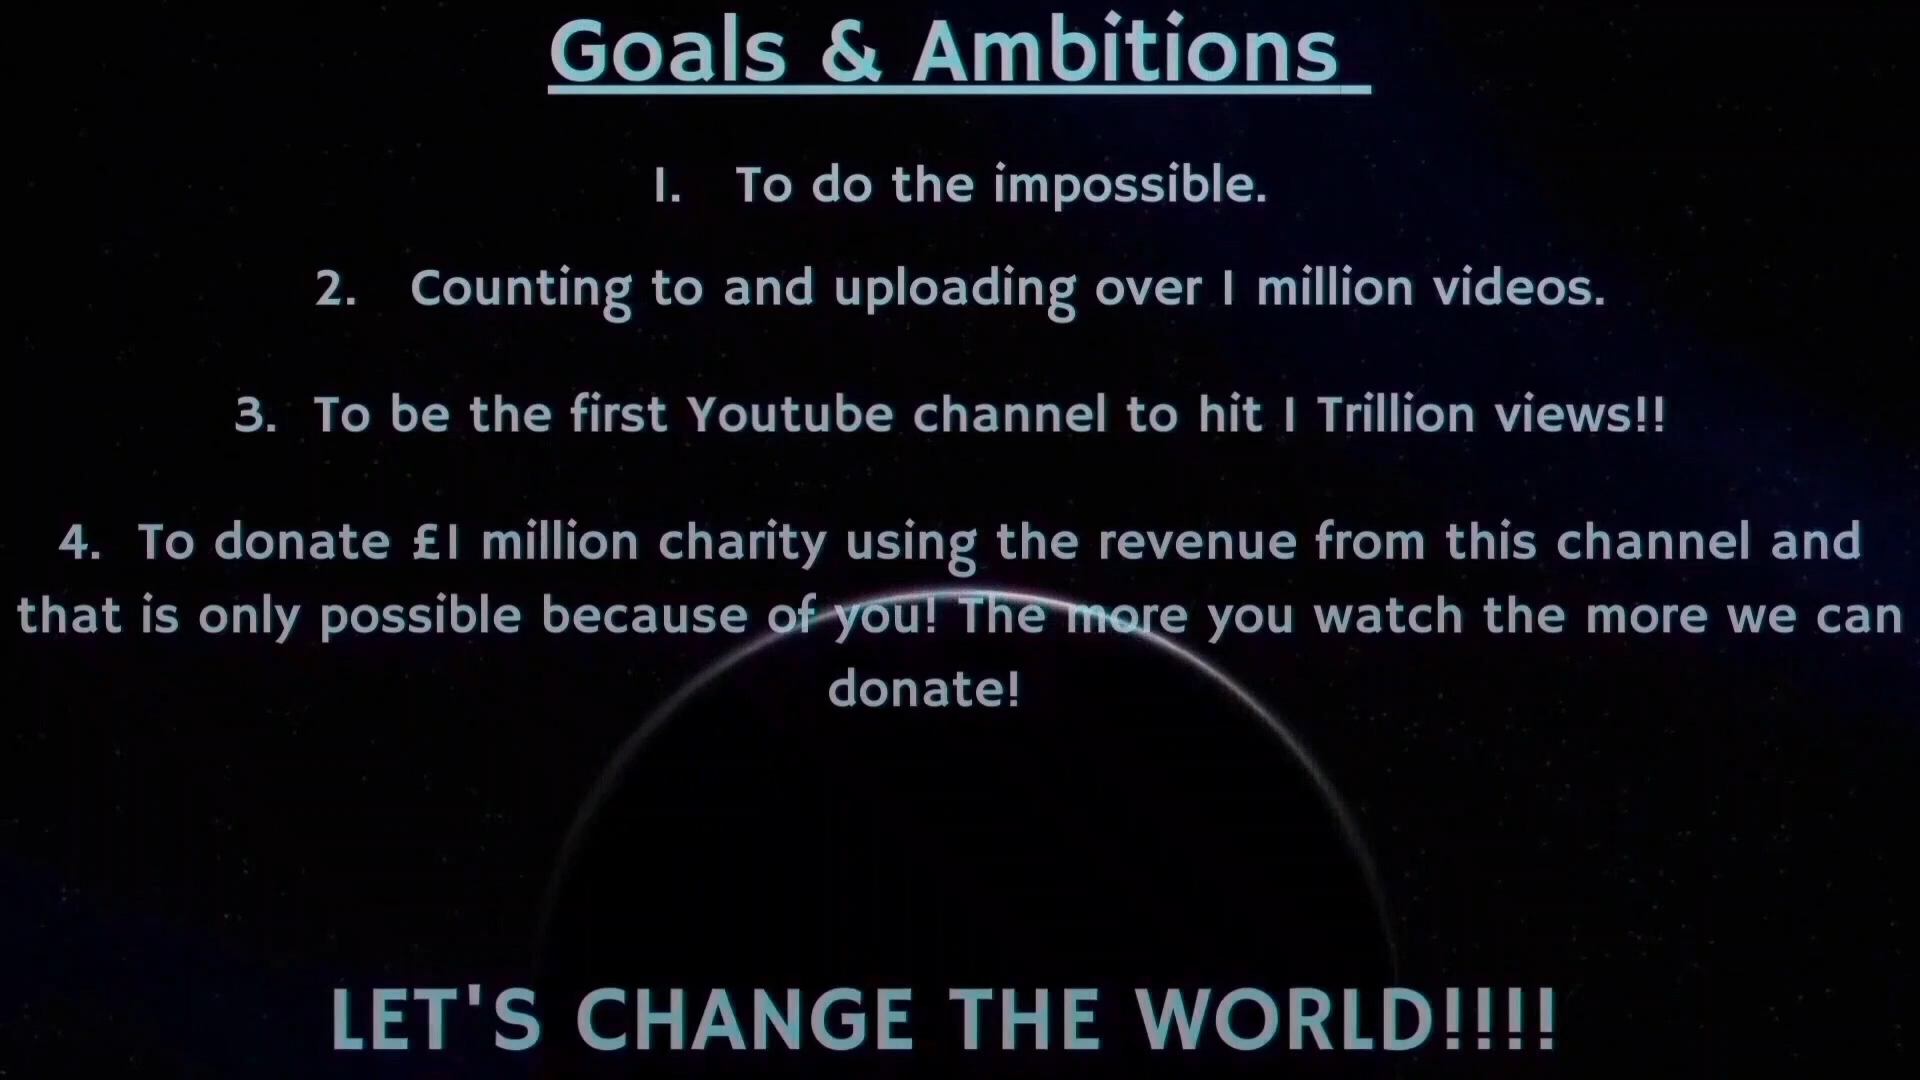 Goals & Ambitions
1. To do the impossible.
2. Counting to and uploading over 1 million videos.
3. To be the first Youtube channel to hit 1 Trillion views!!
4. To donate £1 million charity using the revenue from this channel and
that is only possible because of you! The more you watch the more we can
donate!
LET'S CHANGE THE WORLD!!!!